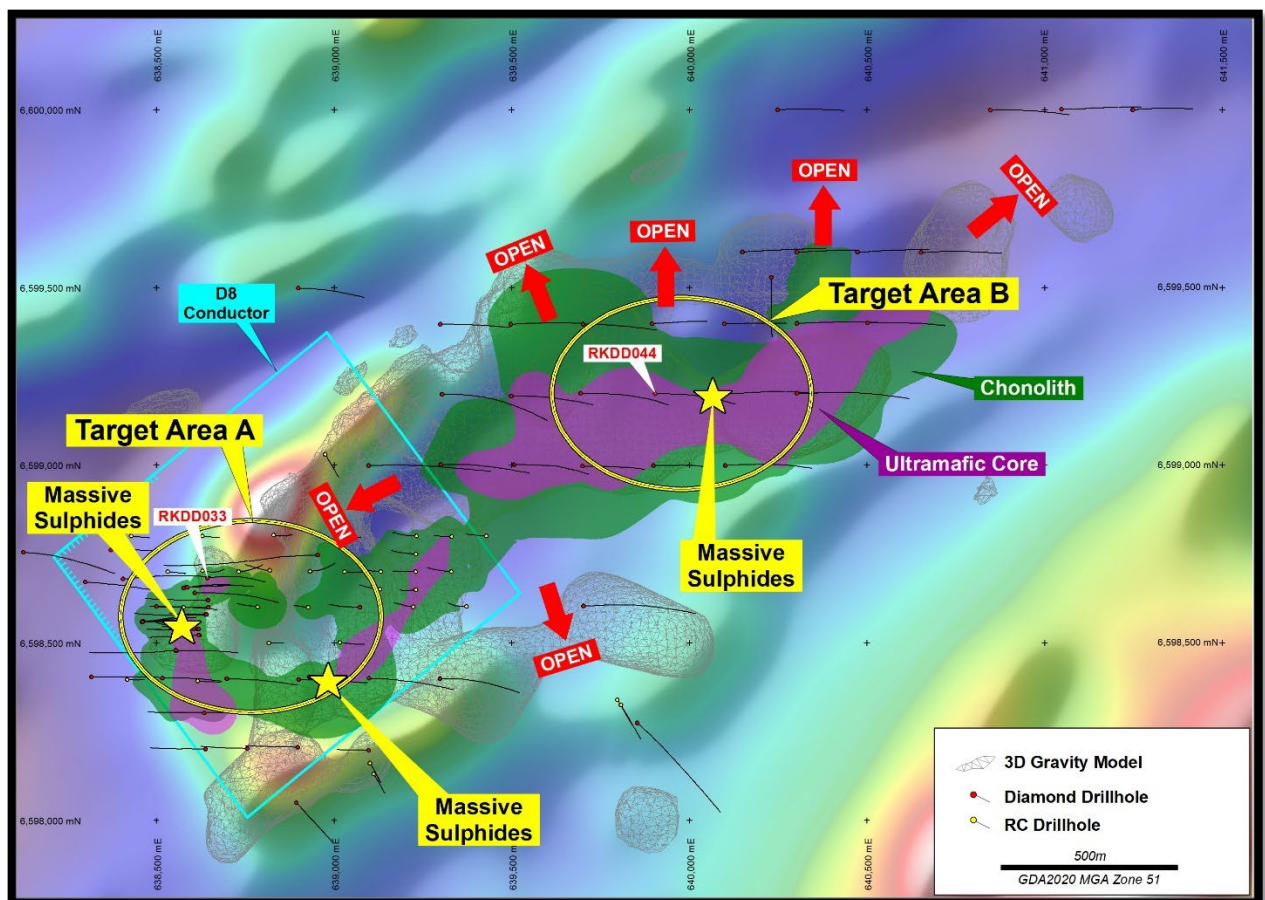 638,500 mE
639,000 mE
639,500 mE
640,000 mE
640,500 mE
641,000 mE
641,500 mE
6,600,000 mN
OPEN
OPEN
OPEN
OPEN
6,599,500 mN
6,599,500 mN
D8
Conductor
Target Area B
RKDD044
Chonolith
Target Area A
Ultramafic Core
6,599,000 mN
6,599,000 mN
Massive
Sulphides
RKDD033
OPEN
Massive
Sulphides
6,598,500 mN
6,598,500 mN
OPEN
Massive
Sulphides
6,598,000 mN
638,500 mE
639,000 mE
639,500 mE
640,000 mE
640,500 mE
3D Gravity Model
Diamond Drillhole
RC Drillhole
500m
GDA2020 MGA Zone 51